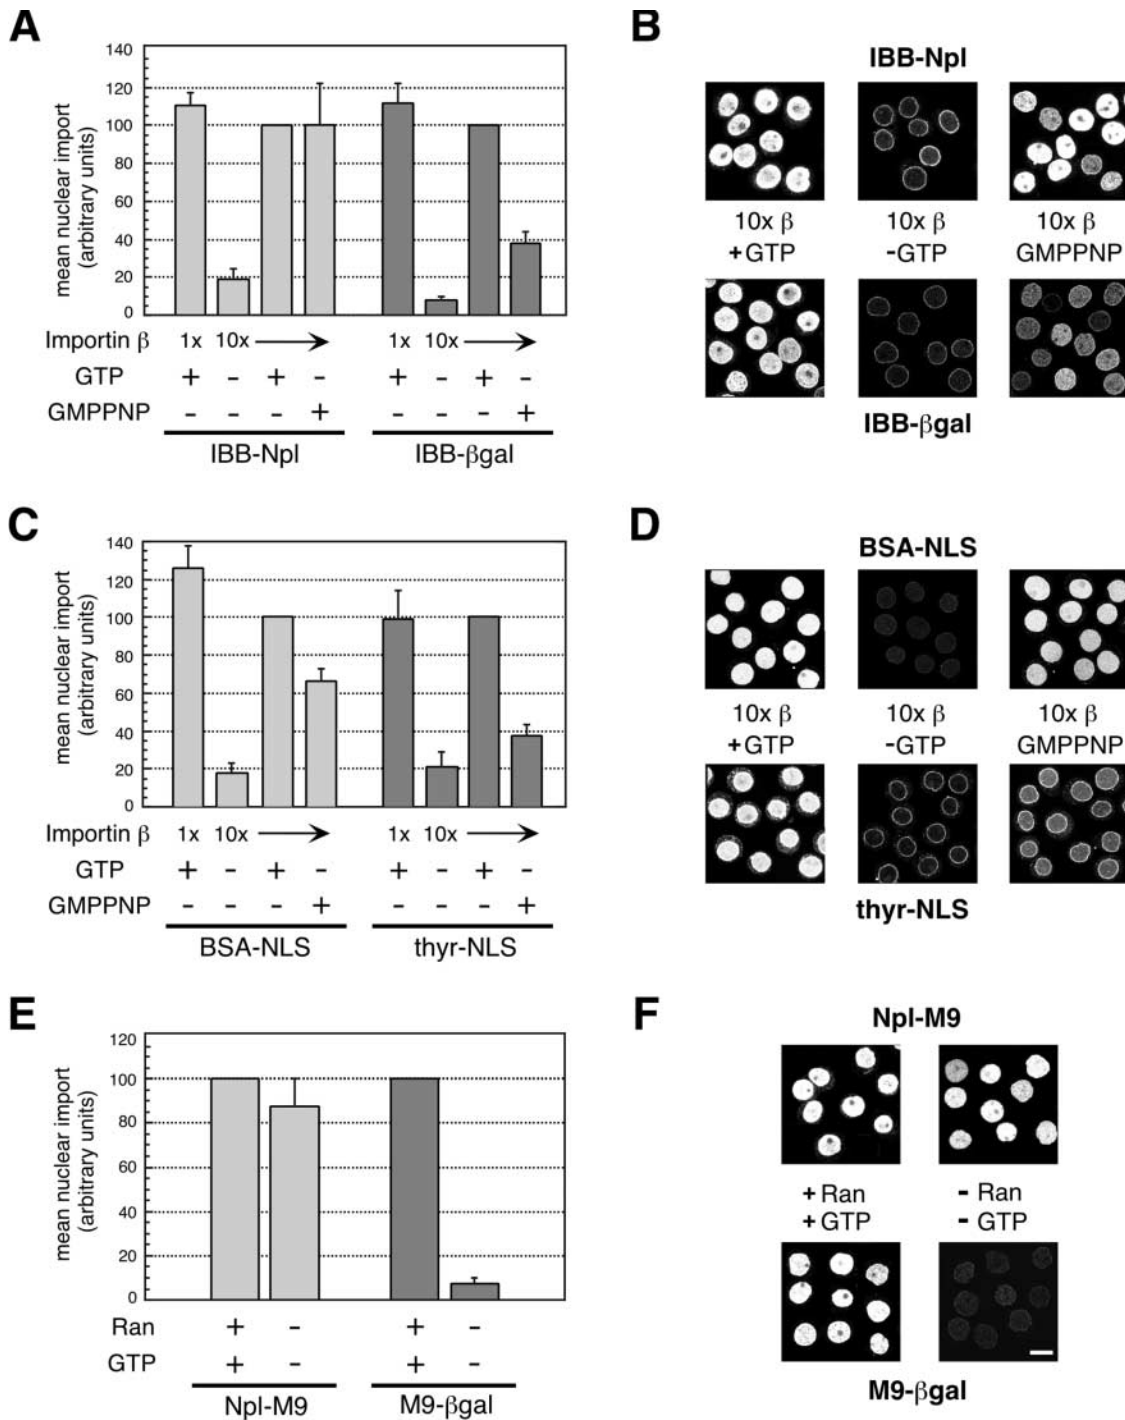 A
mean nuclear import
(arbitrary units)
140
120
100
80
60
40
20
0
Importin β 1x 10x 1x 10x
GTP + - + - + - + -
GMPPNP - - - + - - - +
IBB-Npl IBB-βgal
B
IBB-Npl
10x β 10x β 10x β
+GTP -GTP GMPPNP
IBB-βgal
C
mean nuclear import
(arbitrary units)
140
120
100
80
60
40
20
0
Importin β 1x 10x 1x 10x
GTP + - + - + - + -
GMPPNP - - - + - - - +
BSA-NLS thyr-NLS
D
BSA-NLS
10x β 10x β 10x β
+GTP -GTP GMPPNP
thyr-NLS
E
mean nuclear import
(arbitrary units)
120
100
80
60
40
20
0
Ran + - + -
GTP + - + -
Npl-M9 M9-βgal
F
Npl-M9
+ Ran - Ran
+ GTP - GTP
M9-βgal